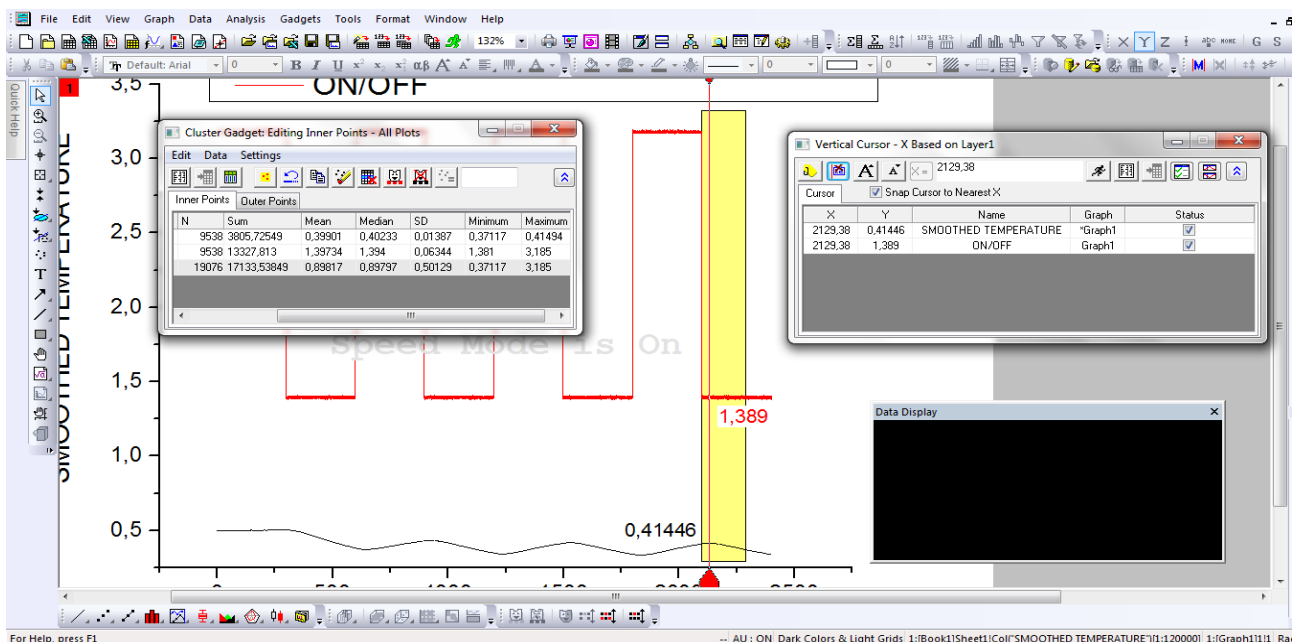 File Edit View Graph Data Analysis Gadgets Tools Format Window Help
132%
X Y Z
Default: Arial 0 B I U 0 0
Quick Help
1
ON/OFF
SMOOTHED TEMPERATURE
3,5
3,0
2,5
2,0
1,5
1,0
0,5
Cluster Gadget: Editing Inner Points - All Plots
Edit Data Settings
Inner Points Outer Points
N Sum Mean Median SD Minimum Maximum
9538 3805,72549 0,39901 0,40233 0,01387 0,37117 0,41494
9538 13327,813 1,39734 1,394 0,06344 1,381 3,185
19076 17133,53849 0,89817 0,89797 0,50129 0,37117 3,185
Speed Mode is On
Vertical Cursor - X Based on Layer1
X= 2129,38
Cursor Snap Cursor to Nearest X
X Y Name Graph Status
2129,38 0,41446 SMOOTHED TEMPERATURE *Graph1
2129,38 1,389 ON/OFF Graph1
1,389
0,41446
Data Display
0 500 1000 1500 2000 2500
For Help, press F1
-- AU : ON Dark Colors & Light Grids 1:[Book1]Sheet1!Col("SMOOTHED TEMPERATURE")[1:120000] 1:[Graph1]1!1 Ra